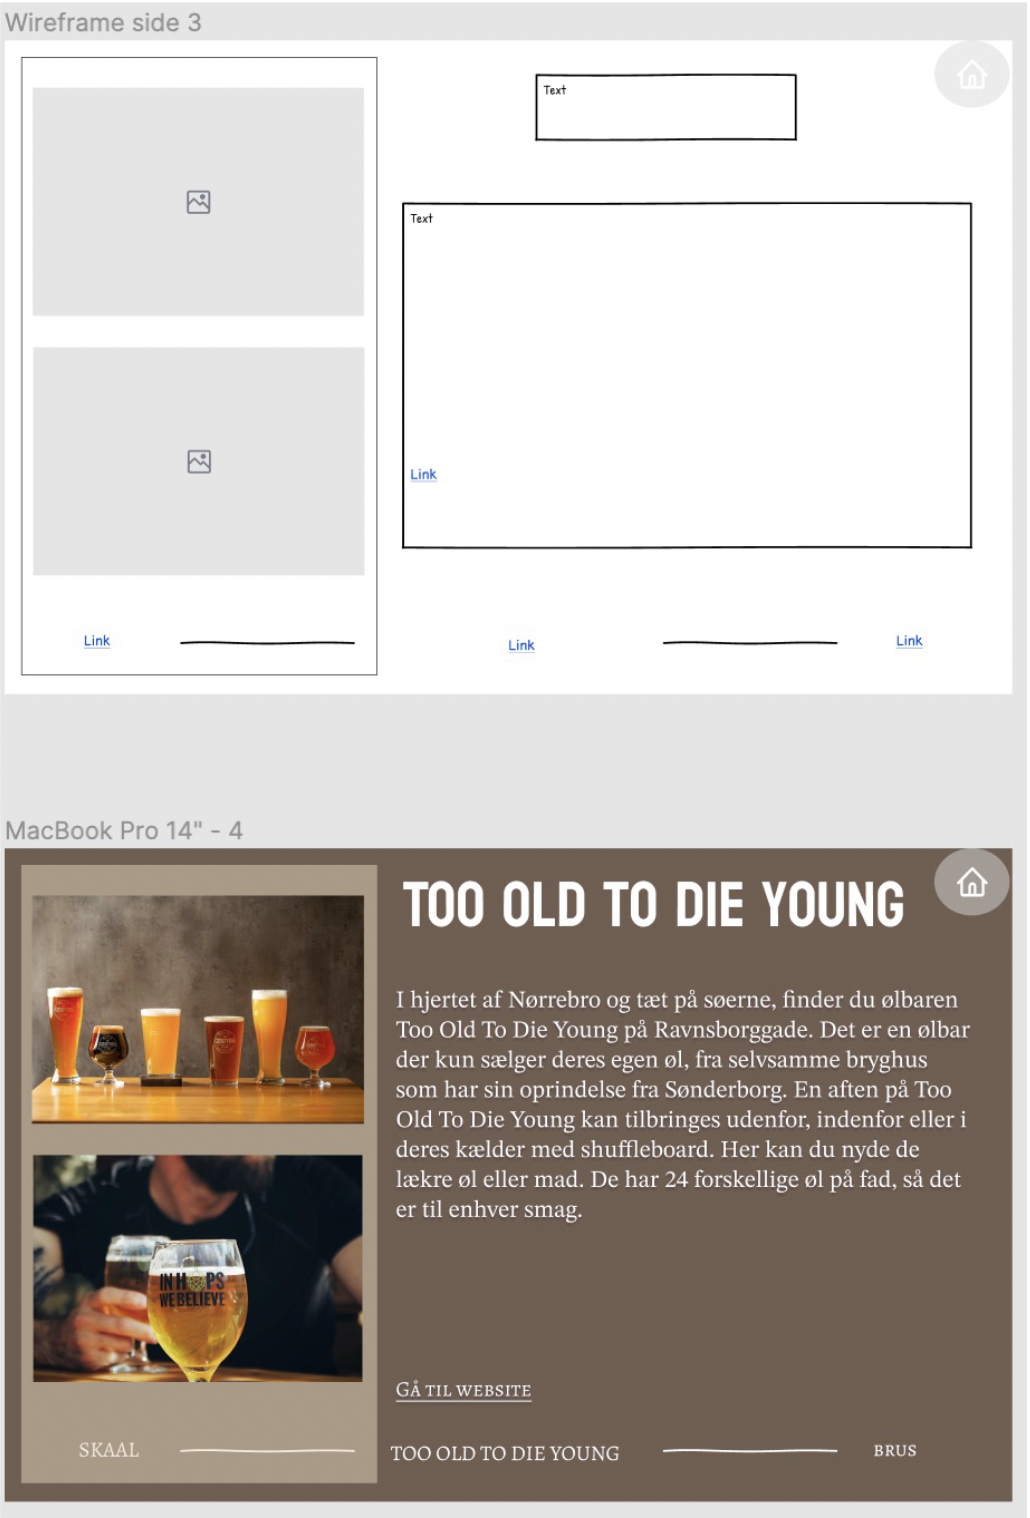 Wireframe side 3
Text
Text
Link
Link
Link
Link
MacBook Pro 14" - 4
TOO OLD TO DIE YOUNG
I hjertet af Nørrebro og tæt på søerne, finder du ølbaren
Too Old To Die Young på Ravnsborggade. Det er en ølbar
der kun sælger deres egen øl, fra selvsamme bryghus
som har sin oprindelse fra Sønderborg. En aften på Too
Old To Die Young kan tilbringes udenfor, indenfor eller i
deres kælder med shuffleboard. Her kan du nyde de
lækre øl eller mad. De har 24 forskellige øl på fad, så det
er til enhver smag.
IN HOPS
WE BELIEVE
GÅ TIL WEBSITE
SKAAL
TOO OLD TO DIE YOUNG
BRUS